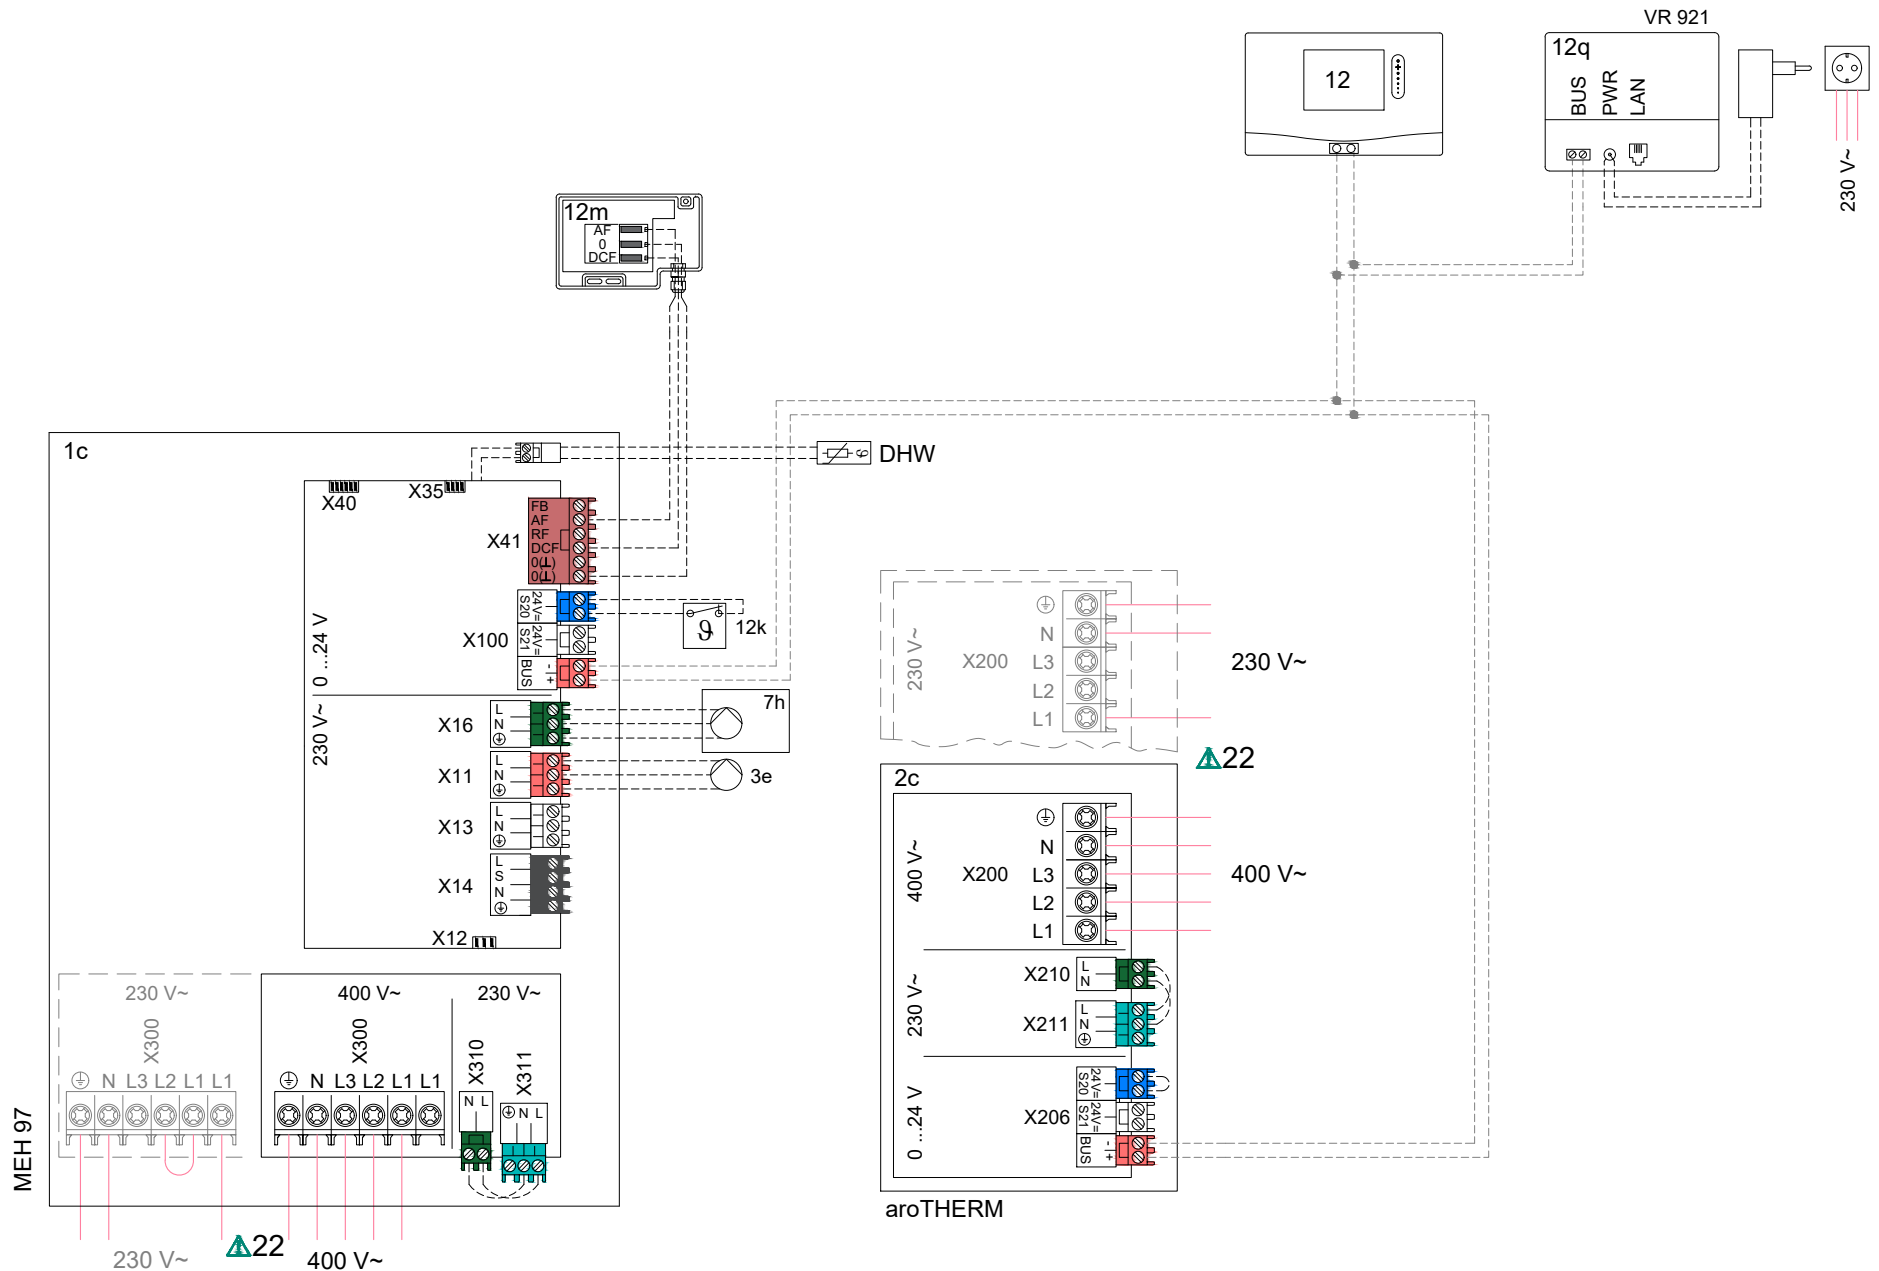 VR 921
12
12q
BUS
PWR
LAN
230 V~
12m
AF
0
DCF
1c
DHW
X40
X35
X41
FB
AF
RF
DCF
0(⊥)
0(⊥)
0 ...24 V
X100
24V=
S20
24V=
S21
BUS
-
+
12k
230 V~
X16
L
N
7h
X11
L
N
3e
X13
L
N
X14
L
S
N
X12
230 V~
X300
N L3 L2 L1 L1
400 V~
X300
N L3 L2 L1 L1
230 V~
X310
N L
X311
N L
MEH 97
230 V~
22
400 V~
230 V~
X200
N
L3
L2
L1
230 V~
22
2c
400 V~
X200
N
L3
L2
L1
400 V~
230 V~
X210
L
N
X211
L
N
0 ...24 V
X206
24V=
S20
24V=
S21
BUS
-
+
aroTHERM